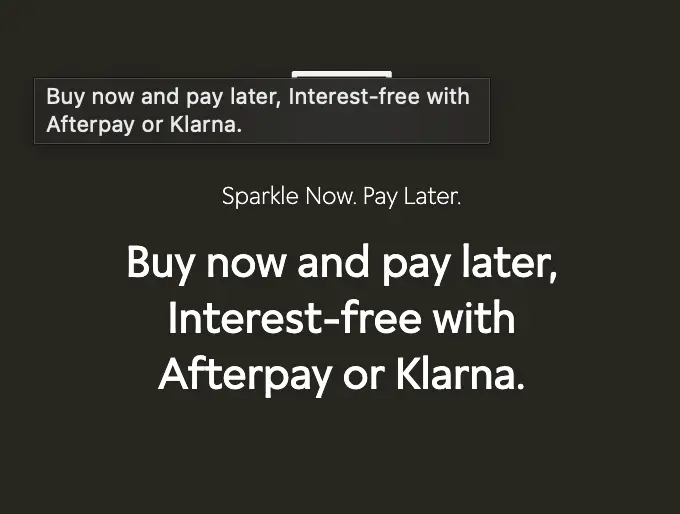 Buy now and pay later, Interest-free with
Afterpay or Klarna.
Sparkle Now. Pay Later.
Buy now and pay later,
Interest-free with
Afterpay or Klarna.